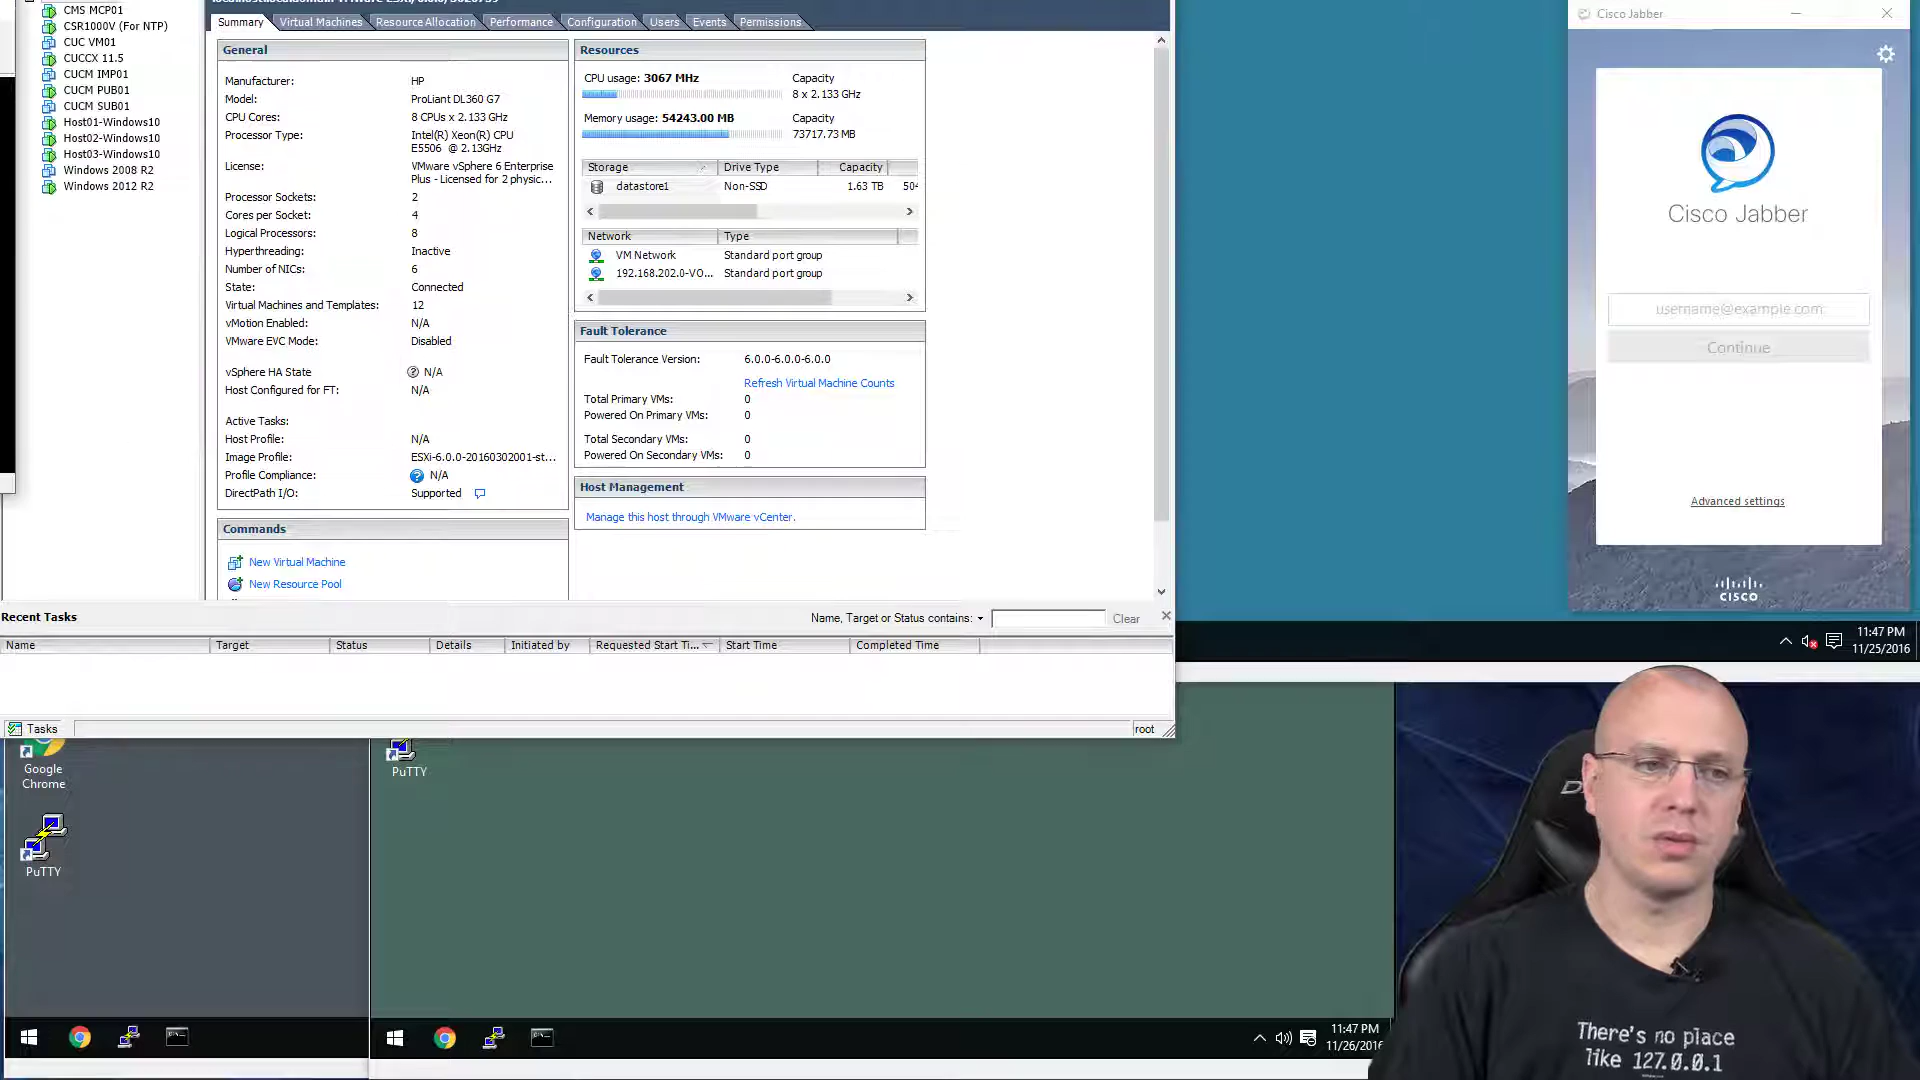 CMS MCP01
CSR1000V (For NTP)
CUC VM01
CUCCX 11.5
CUCM IMP01
CUCM PUB01
CUCM SUB01
Host01-Windows10
Host02-Windows10
Host03-Windows10
Windows 2008 R2
Windows 2012 R2
Summary Virtual Machines Resource Allocation Performance Configuration Users Events Permissions
General
Manufacturer: HP
Model: ProLiant DL360 G7
CPU Cores: 8 CPUs x 2.133 GHz
Processor Type: Intel(R) Xeon(R) CPU
E5506 @ 2.13GHz
License: VMware vSphere 6 Enterprise
Plus - Licensed for 2 physic...
Processor Sockets: 2
Cores per Socket: 4
Logical Processors: 8
Hyperthreading: Inactive
Number of NICs: 6
State: Connected
Virtual Machines and Templates: 12
vMotion Enabled: N/A
VMware EVC Mode: Disabled
vSphere HA State N/A
Host Configured for FT: N/A
Active Tasks:
Host Profile: N/A
Image Profile: ESXi-6.0.0-20160302001-st...
Profile Compliance: N/A
DirectPath I/O: Supported
Commands
New Virtual Machine
New Resource Pool
Resources
CPU usage: 3067 MHz Capacity
8 x 2.133 GHz
Memory usage: 54243.00 MB Capacity
73717.73 MB
Storage Drive Type Capacity
datastore1 Non-SSD 1.63 TB 504
Network Type
VM Network Standard port group
192.168.202.0-VO... Standard port group
Fault Tolerance
Fault Tolerance Version: 6.0.0-6.0.0-6.0.0
Refresh Virtual Machine Counts
Total Primary VMs: 0
Powered On Primary VMs: 0
Total Secondary VMs: 0
Powered On Secondary VMs: 0
Host Management
Manage this host through VMware vCenter.
Recent Tasks
Name, Target or Status contains: Clear
Name Target Status Details Initiated by Requested Start Ti... Start Time Completed Time
Tasks
root
Cisco Jabber
Cisco Jabber
username@example.com
Continue
Advanced settings
CISCO
11:47 PM
11/25/2016
Google
Chrome
PuTTY
PuTTY
11:47 PM
11/26/2016
There's no place
like 127.0.0.1